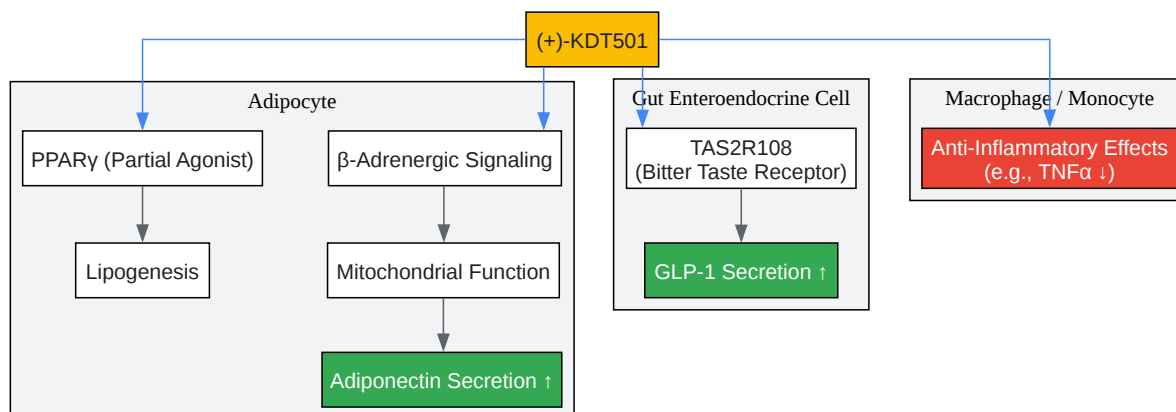 (+)-KDT501
Adipocyte
PPARγ (Partial Agonist)
β-Adrenergic Signaling
Lipogenesis
Mitochondrial Function
Adiponectin Secretion ↑
Gut Enteroendocrine Cell
TAS2R108
(Bitter Taste Receptor)
GLP-1 Secretion ↑
Macrophage / Monocyte
Anti-Inflammatory Effects
(e.g., TNFα ↓)